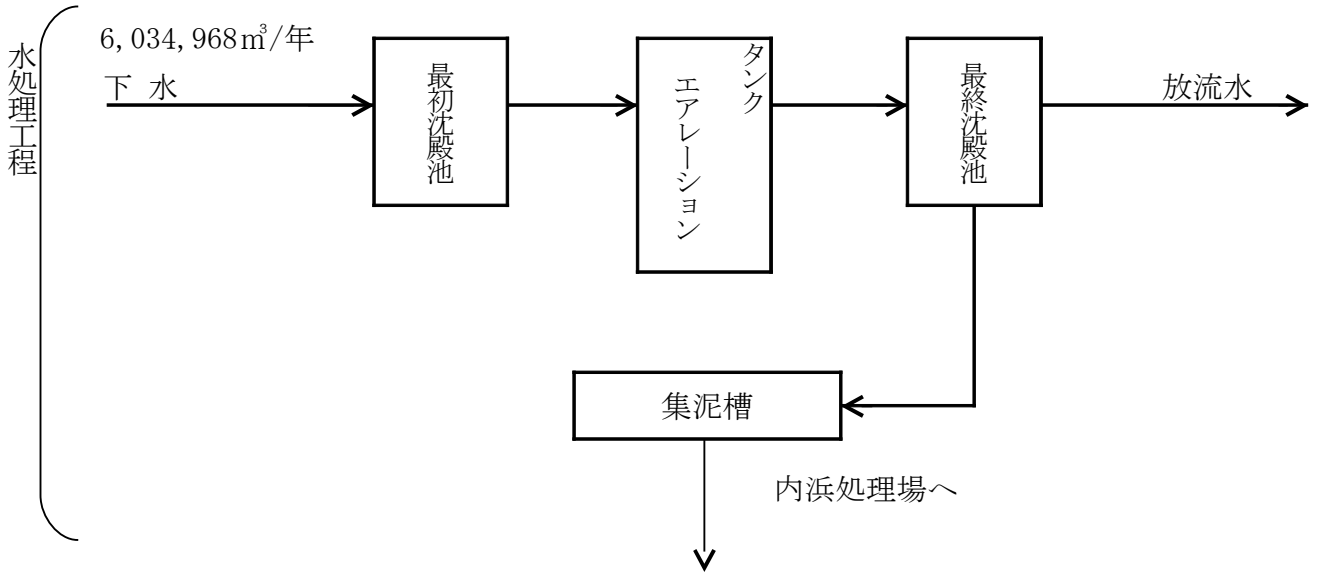 水処理工程
6,034,968㎥/年
下 水
最初沈殿池
エアレーション
タンク
最終沈殿池
放流水
集泥槽
内浜処理場へ